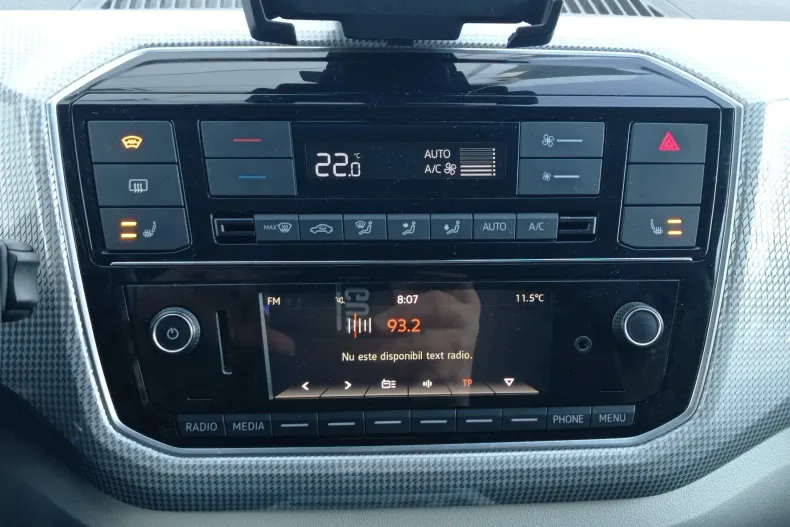 22.0 °C
AUTO
A/C
MAX
AUTO
A/C
FM
8:07
11.5°C
93.2
Nu este disponibil text radio.
TP
RADIO
MEDIA
PHONE
MENU